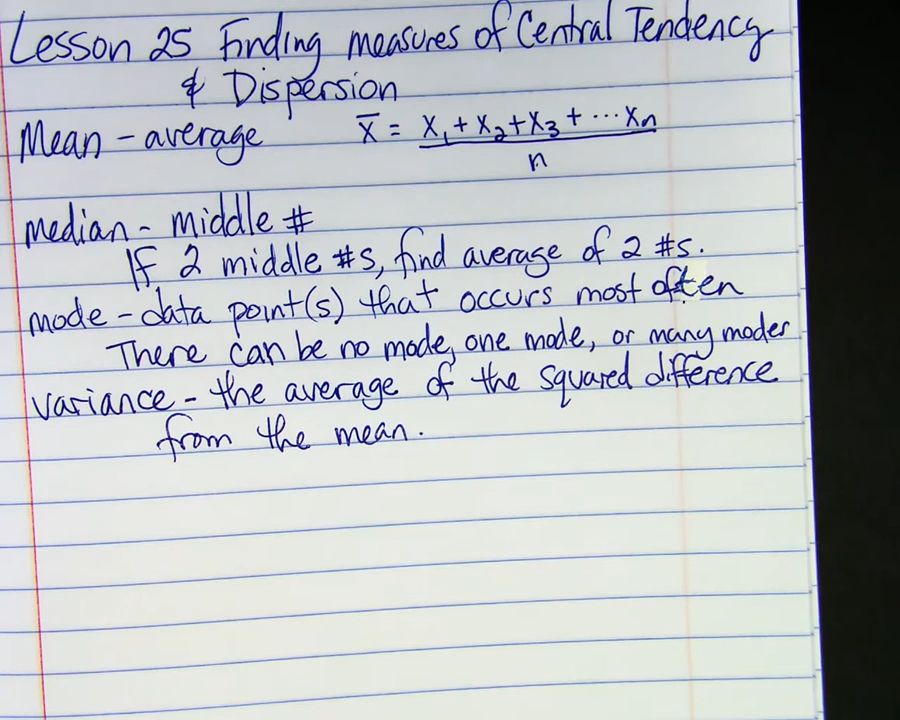 Lesson 25 Finding measures of Central Tendency
& Dispersion
Mean - average x̄ = x₁ + x₂ + x₃ + ... xₙ
n
median - middle #
If 2 middle #s, find average of 2 #s.
mode - data point(s) that occurs most often
There can be no mode, one mode, or many modes
variance - the average of the squared difference
from the mean.